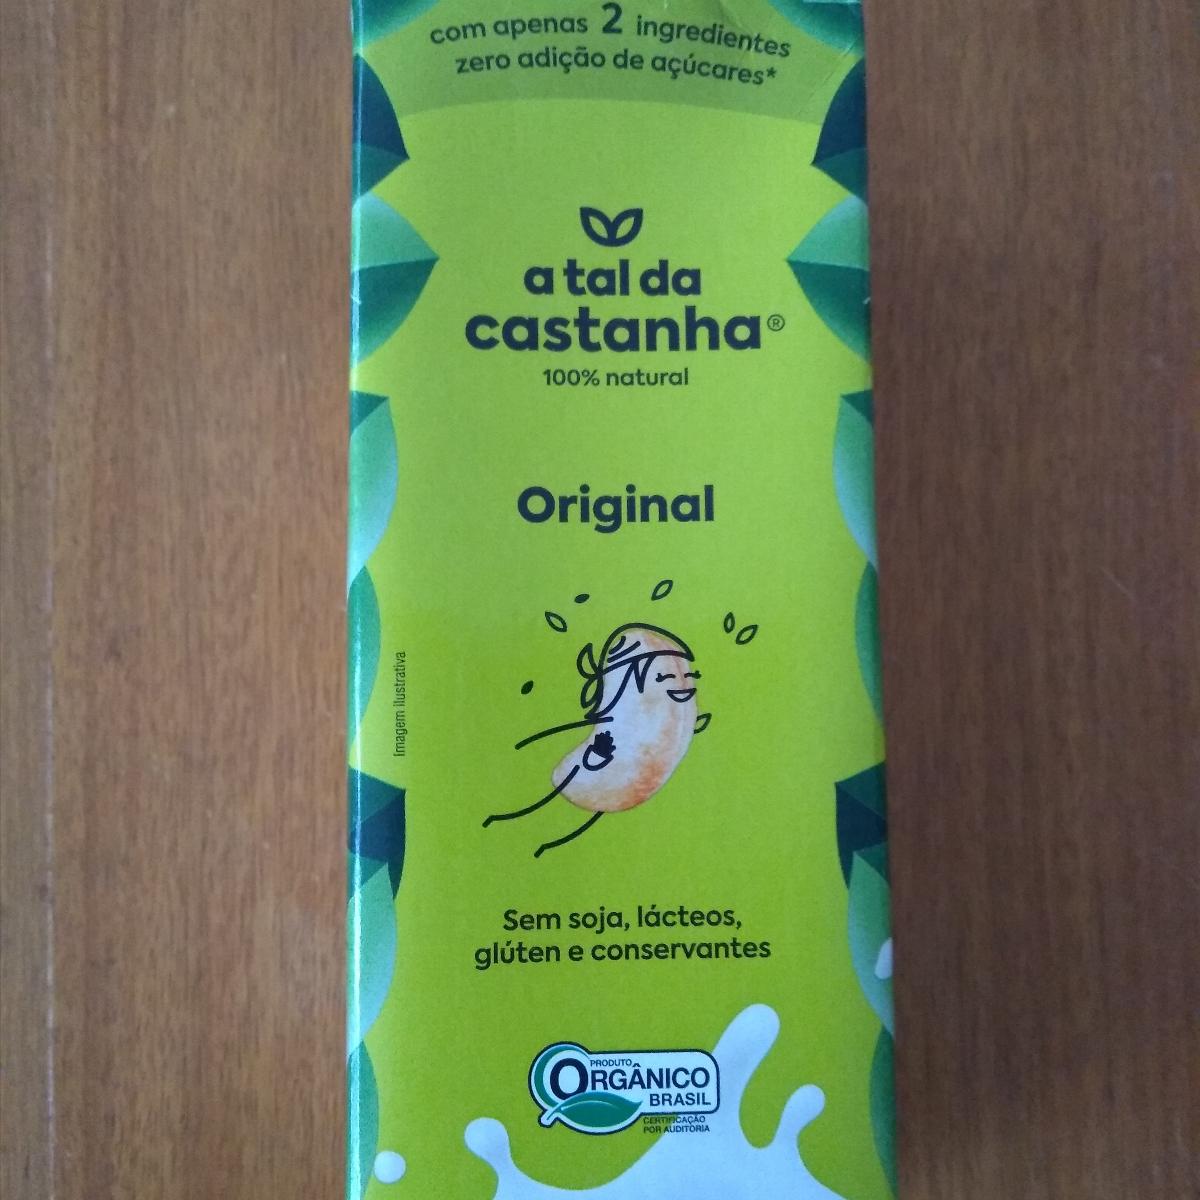 com apenas 2 ingredientes
zero adição de açúcares*
a tal da
castanha®
100% natural
Original
Imagem ilustrativa
Sem soja, lácteos,
glúten e conservantes
PRODUTO
ORGÂNICO
BRASIL
CERTIFICAÇÃO
POR AUDITORIA